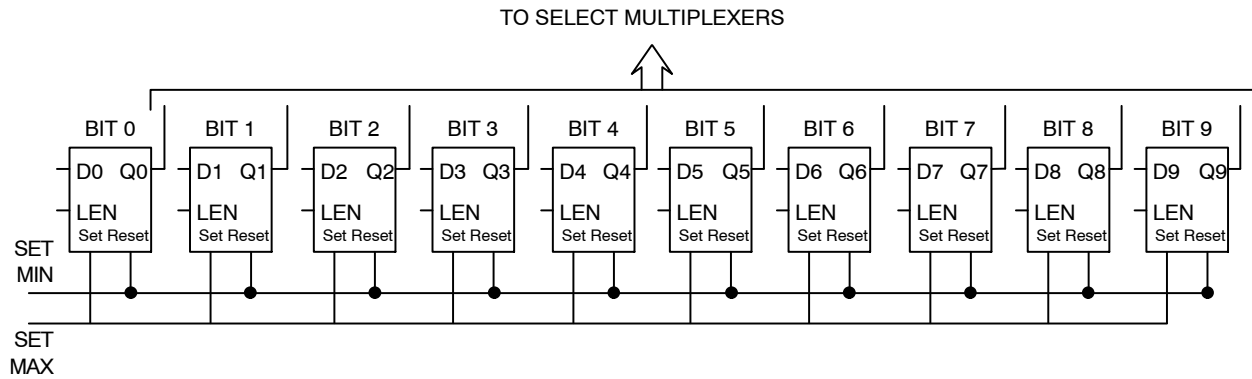 TO SELECT MULTIPLEXERS
BIT 0 BIT 1 BIT 2 BIT 3 BIT 4 BIT 5 BIT 6 BIT 7 BIT 8 BIT 9
D0 Q0 D1 Q1 D2 Q2 D3 Q3 D4 Q4 D5 Q5 D6 Q6 D7 Q7 D8 Q8 D9 Q9
LEN LEN LEN LEN LEN LEN LEN LEN LEN LEN
Set Reset Set Reset Set Reset Set Reset Set Reset Set Reset Set Reset Set Reset Set Reset Set Reset
SET
MIN
SET
MAX